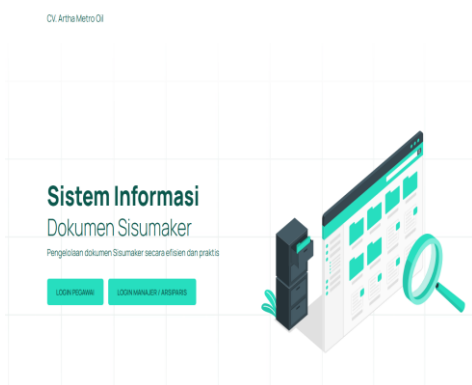 CV. Artha Metro Oil
Sistem Informasi
Dokumen Sisumaker
Pengelolaan dokumen Sisumaker secara efisien dan praktis
LOGIN PEGAWAI
LOGIN MANAJER / ARSIPARIS